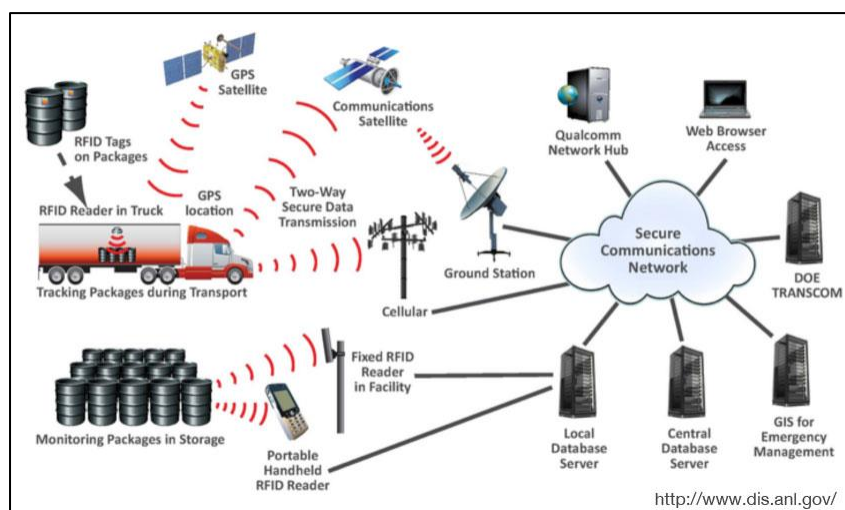 GPS
Satellite
Communications
Satellite
RFID Tags
on Packages
Qualcomm
Network Hub
Web Browser
Access
RFID Reader in Truck
GPS
location
Two-Way
Secure Data
Transmission
Secure
Communications
Network
Tracking Packages during Transport
Ground Station
DOE
TRANSCOM
Cellular
Fixed RFID
Reader
in Facility
Monitoring Packages in Storage
Portable
Handheld
RFID Reader
Local
Database
Server
Central
Database
Server
GIS for
Emergency
Management
http://www.dis.anl.gov/